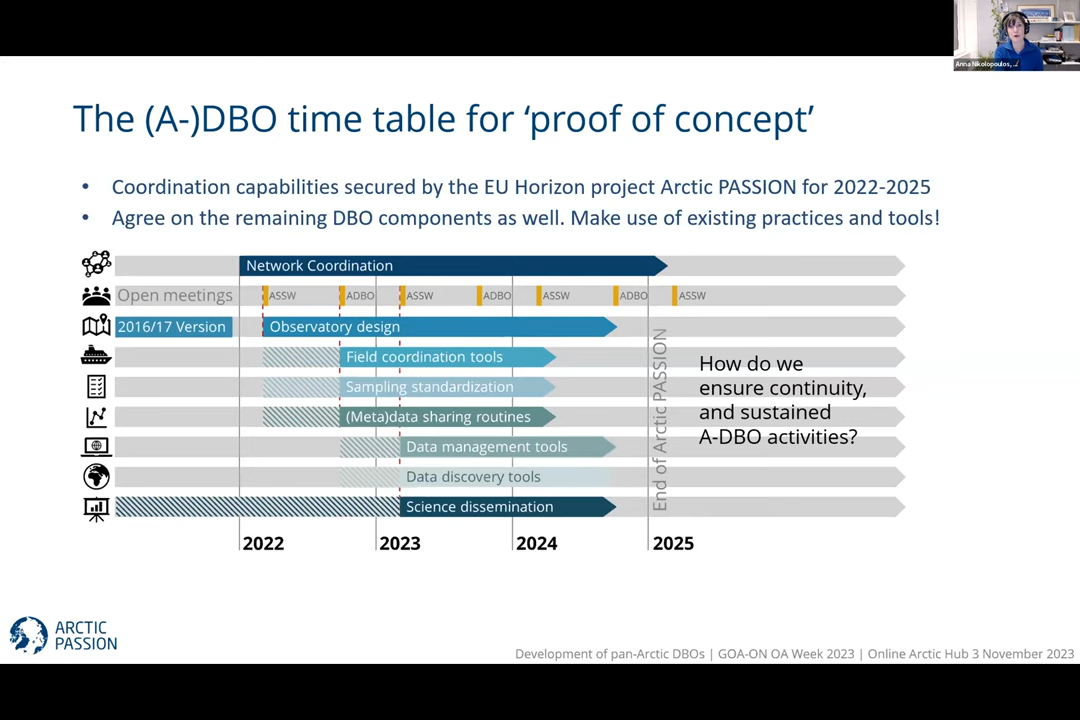 Anna Nikolopoulos, ...
The (A-)DBO time table for ‘proof of concept’
• Coordination capabilities secured by the EU Horizon project Arctic PASSION for 2022-2025
• Agree on the remaining DBO components as well. Make use of existing practices and tools!
Network Coordination
Open meetings ASSW ADBO ASSW ADBO ASSW ADBO ASSW
2016/17 Version Observatory design
Field coordination tools
Sampling standardization
(Meta)data sharing routines
Data management tools
Data discovery tools
Science dissemination
End of Arctic PASSION
How do we
ensure continuity,
and sustained
A-DBO activities?
2022 2023 2024 2025
ARCTIC
PASSION
Development of pan-Arctic DBOs | GOA-ON OA Week 2023 | Online Arctic Hub 3 November 2023